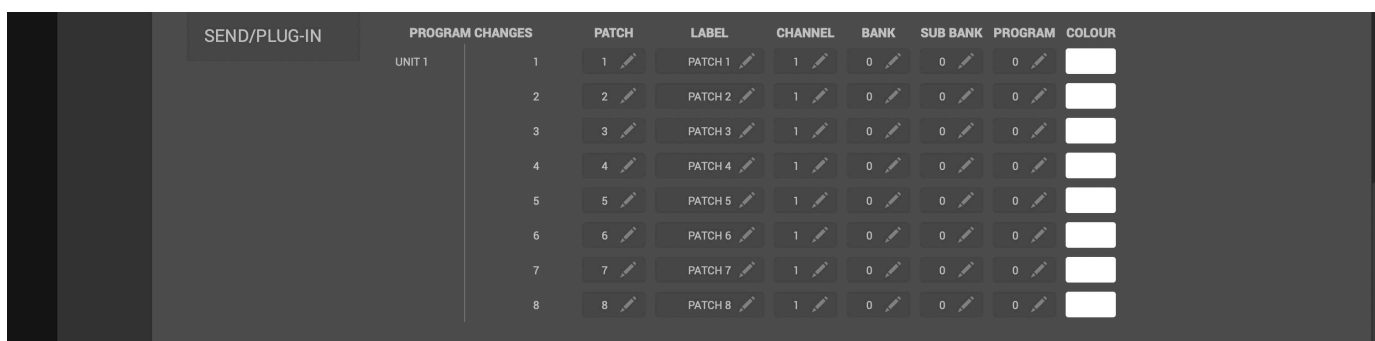 SEND/PLUG-IN PROGRAM CHANGES PATCH LABEL CHANNEL BANK SUB BANK PROGRAM COLOUR
UNIT 1 1 1 PATCH 1 1 0 0 0
2 2 PATCH 2 1 0 0 0
3 3 PATCH 3 1 0 0 0
4 4 PATCH 4 1 0 0 0
5 5 PATCH 5 1 0 0 0
6 6 PATCH 6 1 0 0 0
7 7 PATCH 7 1 0 0 0
8 8 PATCH 8 1 0 0 0